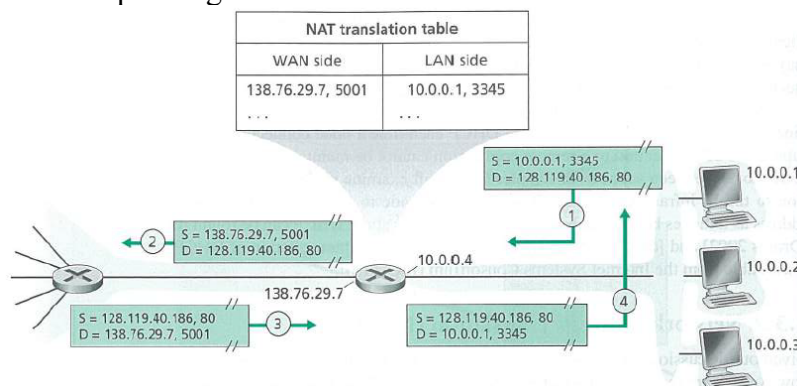 NAT translation table
WAN side
LAN side
138.76.29.7, 5001
10.0.0.1, 3345
. . .
. . .
S = 10.0.0.1, 3345
D = 128.119.40.186, 80
10.0.0.1
1
S = 138.76.29.7, 5001
D = 128.119.40.186, 80
2
10.0.0.4
10.0.0.2
138.76.29.7
4
S = 128.119.40.186, 80
D = 138.76.29.7, 5001
3
S = 128.119.40.186, 80
D = 10.0.0.1, 3345
10.0.0.3